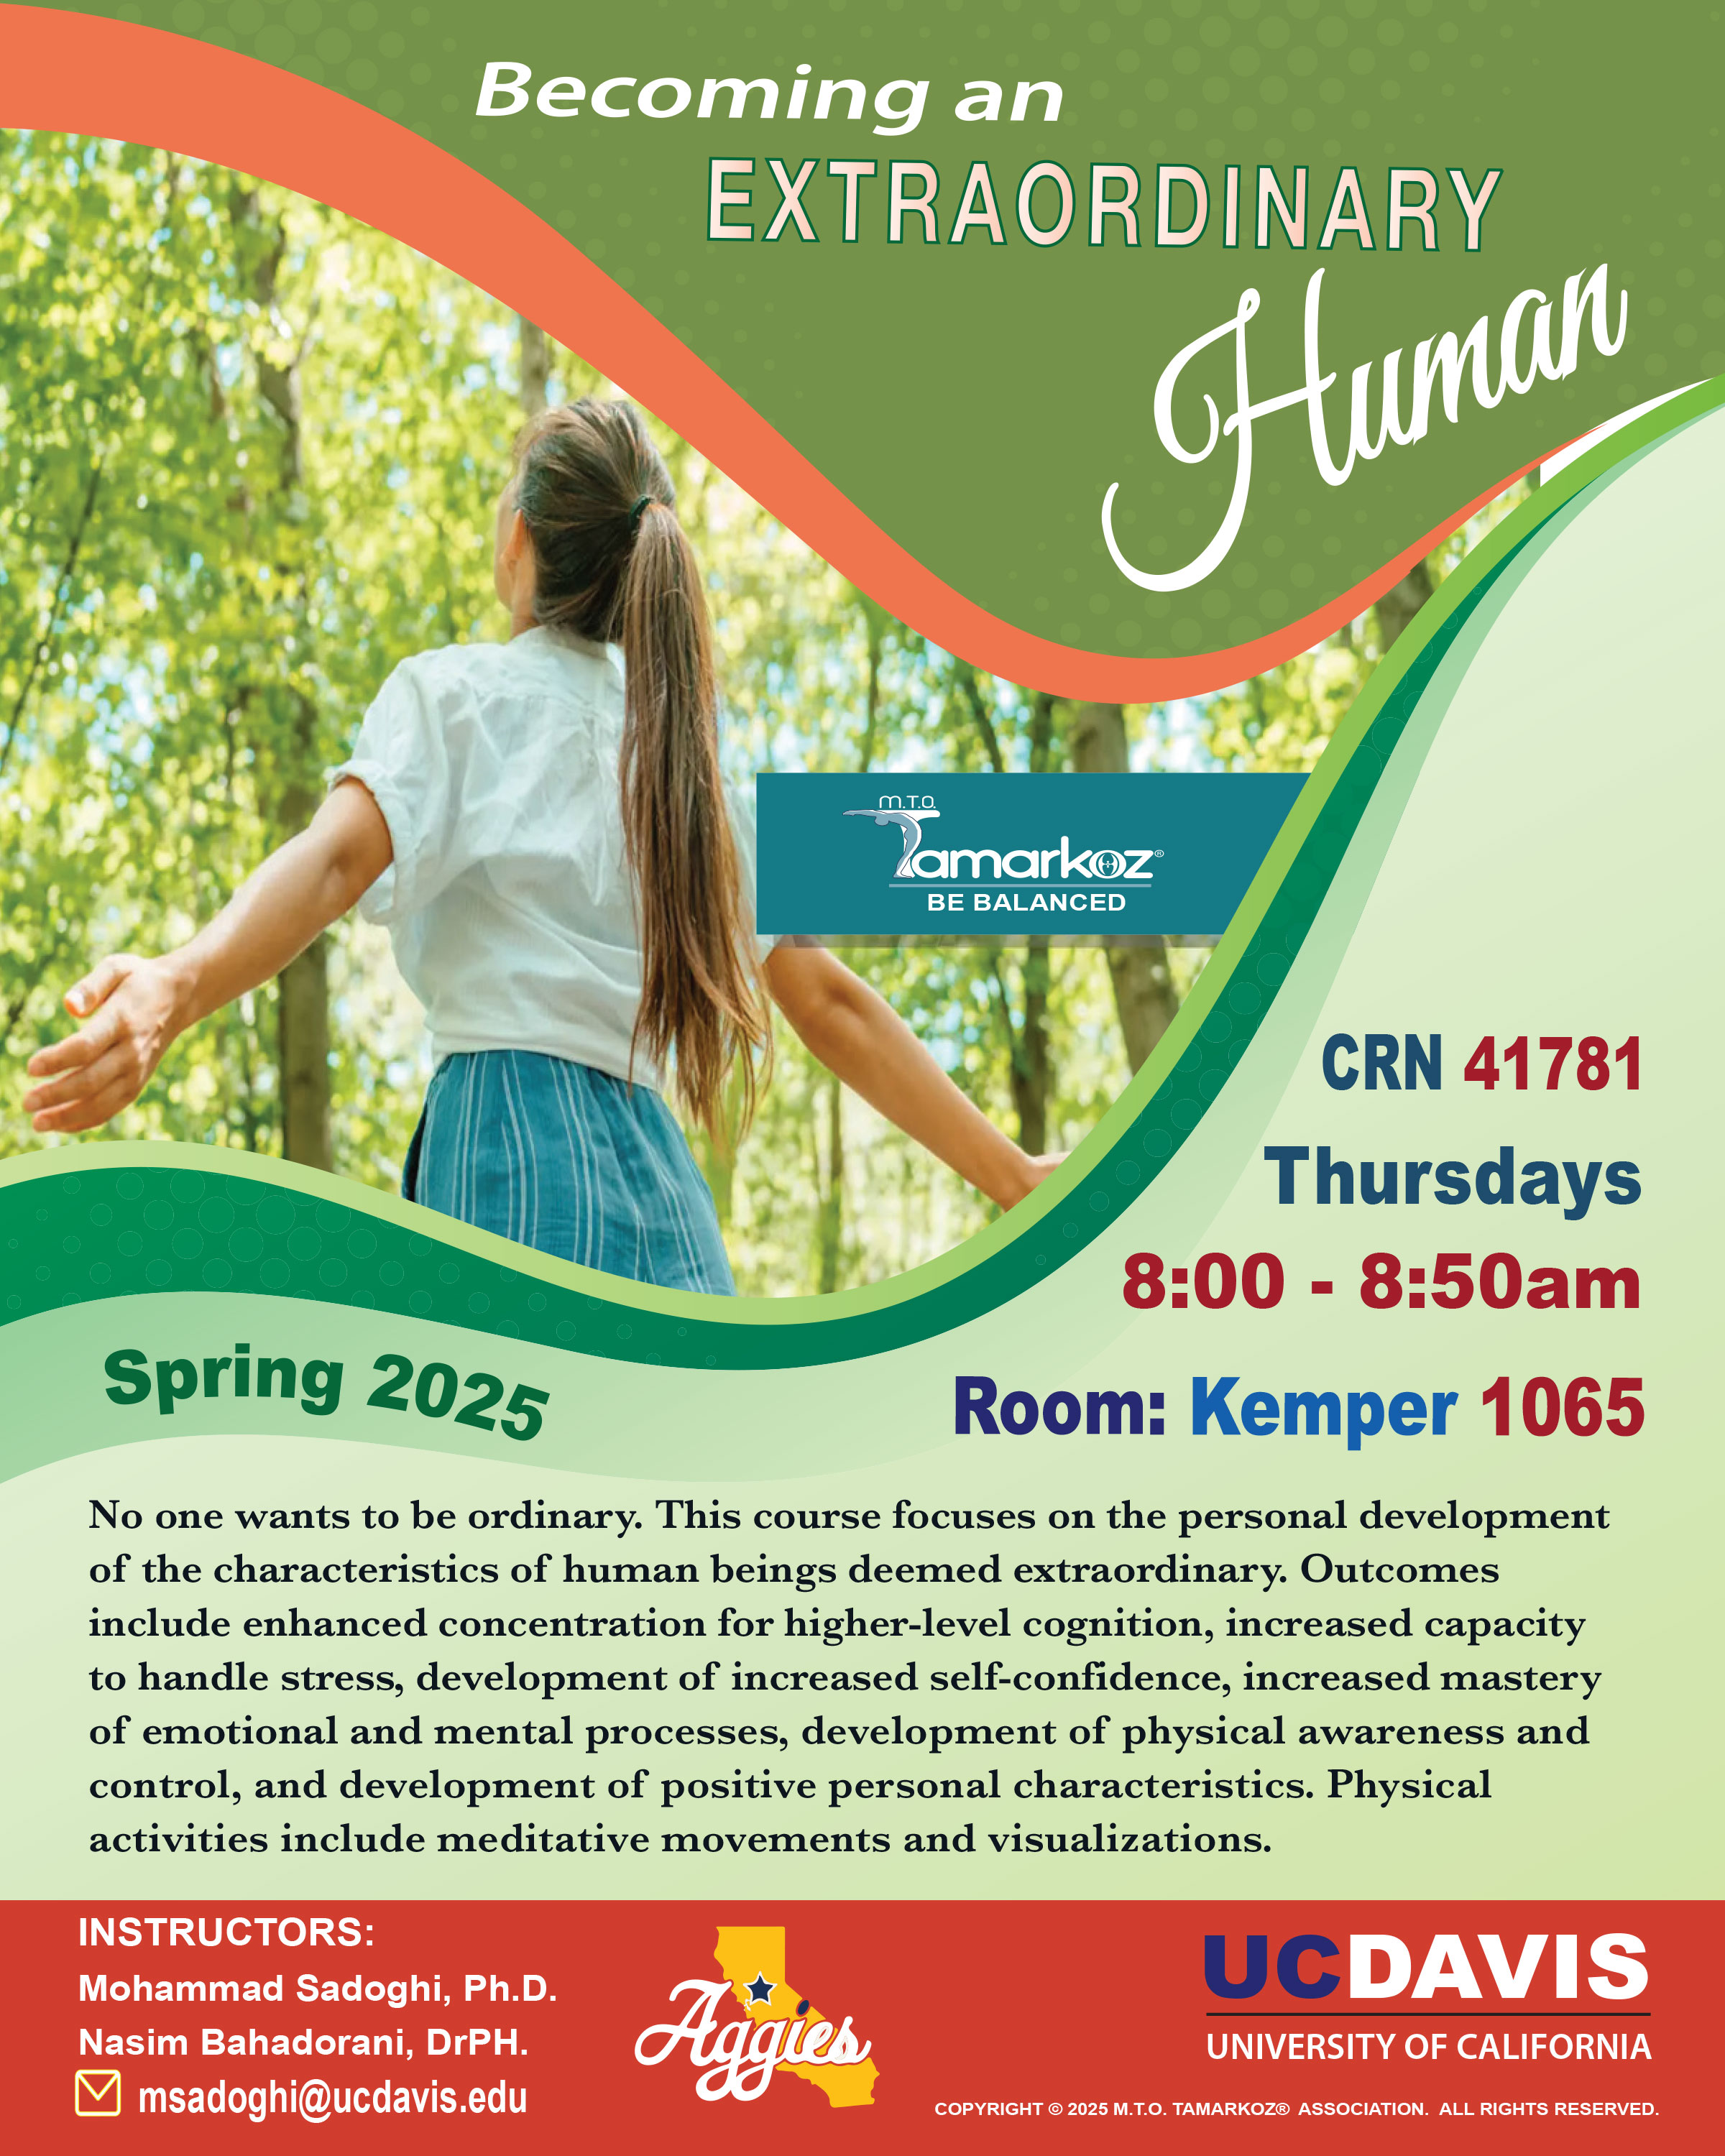 Becoming an
EXTRAORDINARY
Human
M.T.O.
Tamarkoz®
BE BALANCED
CRN 41781
Thursdays
8:00 - 8:50am
Room: Kemper 1065
Spring 2025
No one wants to be ordinary. This course focuses on the personal development
of the characteristics of human beings deemed extraordinary. Outcomes
include enhanced concentration for higher-level cognition, increased capacity
to handle stress, development of increased self-confidence, increased mastery
of emotional and mental processes, development of physical awareness and
control, and development of positive personal characteristics. Physical
activities include meditative movements and visualizations.
INSTRUCTORS:
Mohammad Sadoghi, Ph.D.
Nasim Bahadorani, DrPH.
msadoghi@ucdavis.edu
Aggies
UCDAVIS
UNIVERSITY OF CALIFORNIA
COPYRIGHT © 2025 M.T.O. TAMARKOZ® ASSOCIATION. ALL RIGHTS RESERVED.